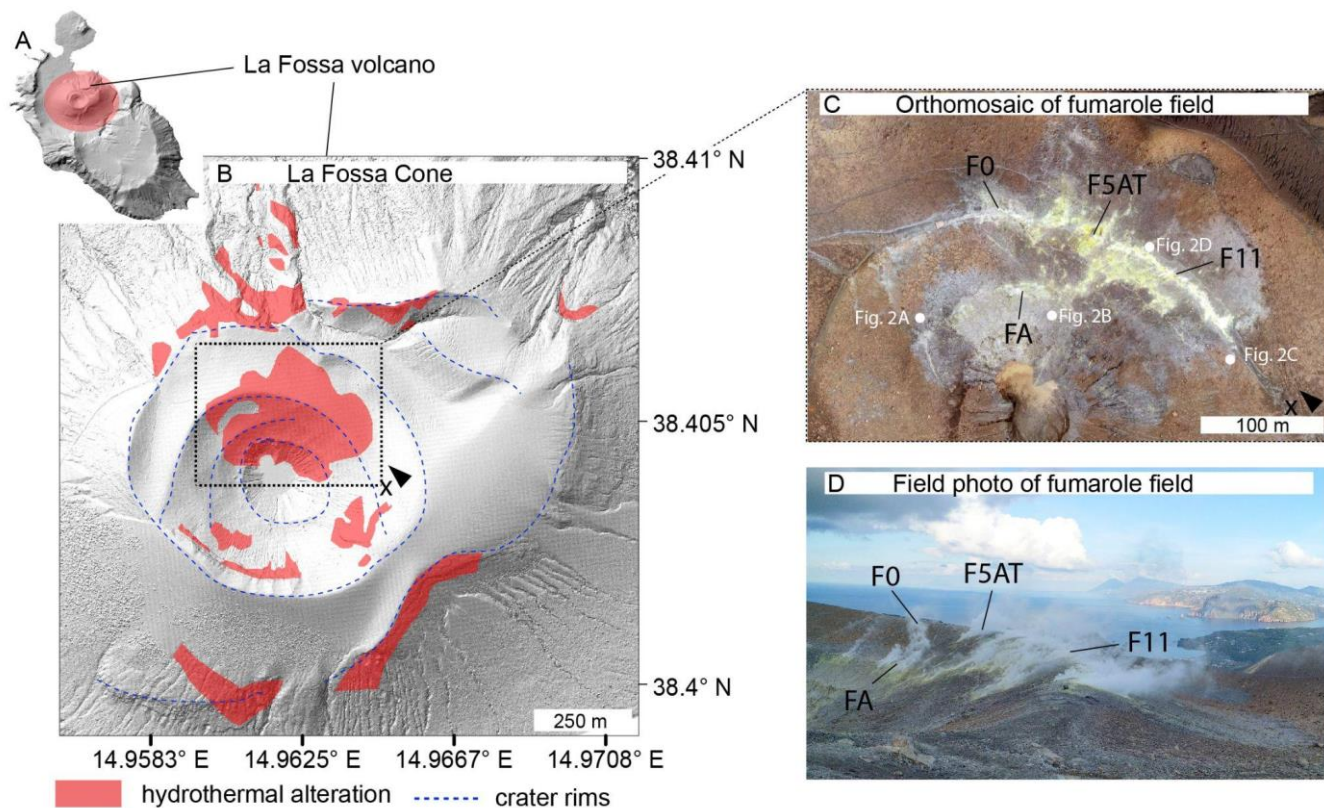 A
La Fossa volcano
B La Fossa Cone
38.41° N
38.405° N
38.4° N
x
250 m
14.9583° E 14.9625° E 14.9667° E 14.9708° E
hydrothermal alteration crater rims
C Orthomosaic of fumarole field
F0
F5AT
Fig. 2D
F11
Fig. 2A
FA
Fig. 2B
Fig. 2C
x
100 m
D Field photo of fumarole field
F0
F5AT
F11
FA